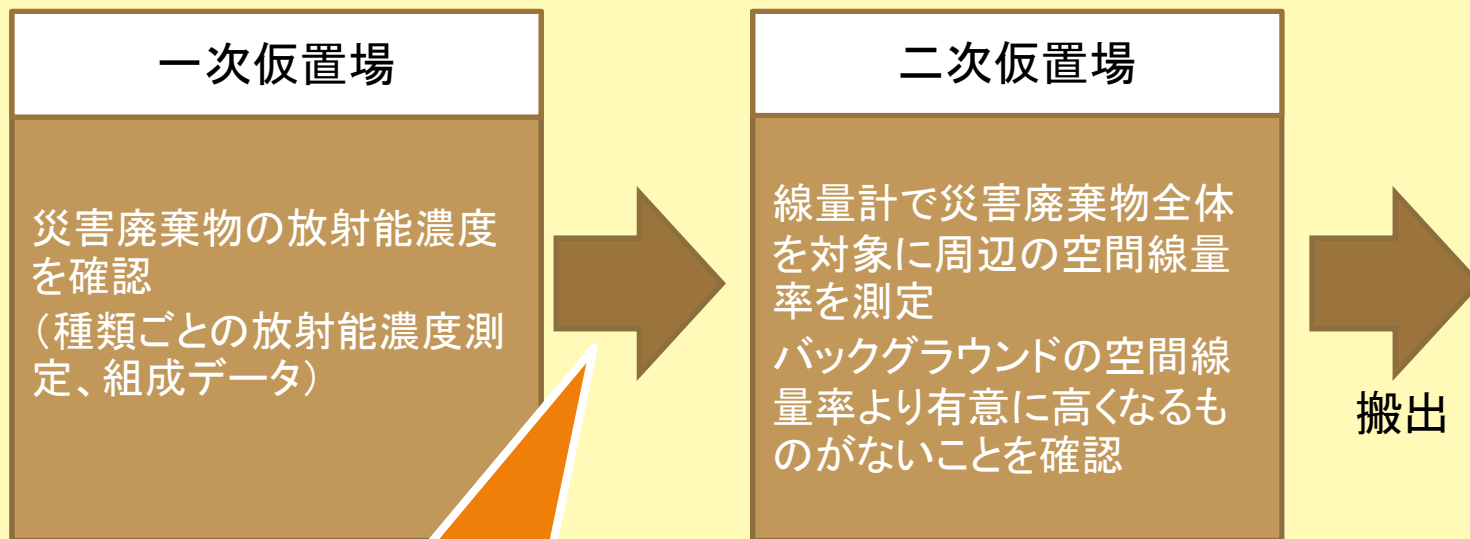 一次仮置場
災害廃棄物の放射能濃度
を確認
（種類ごとの放射能濃度測
定、組成データ）
二次仮置場
線量計で災害廃棄物全体
を対象に周辺の空間線量
率を測定
バックグラウンドの空間線
量率より有意に高くなるも
のがないことを確認
搬出